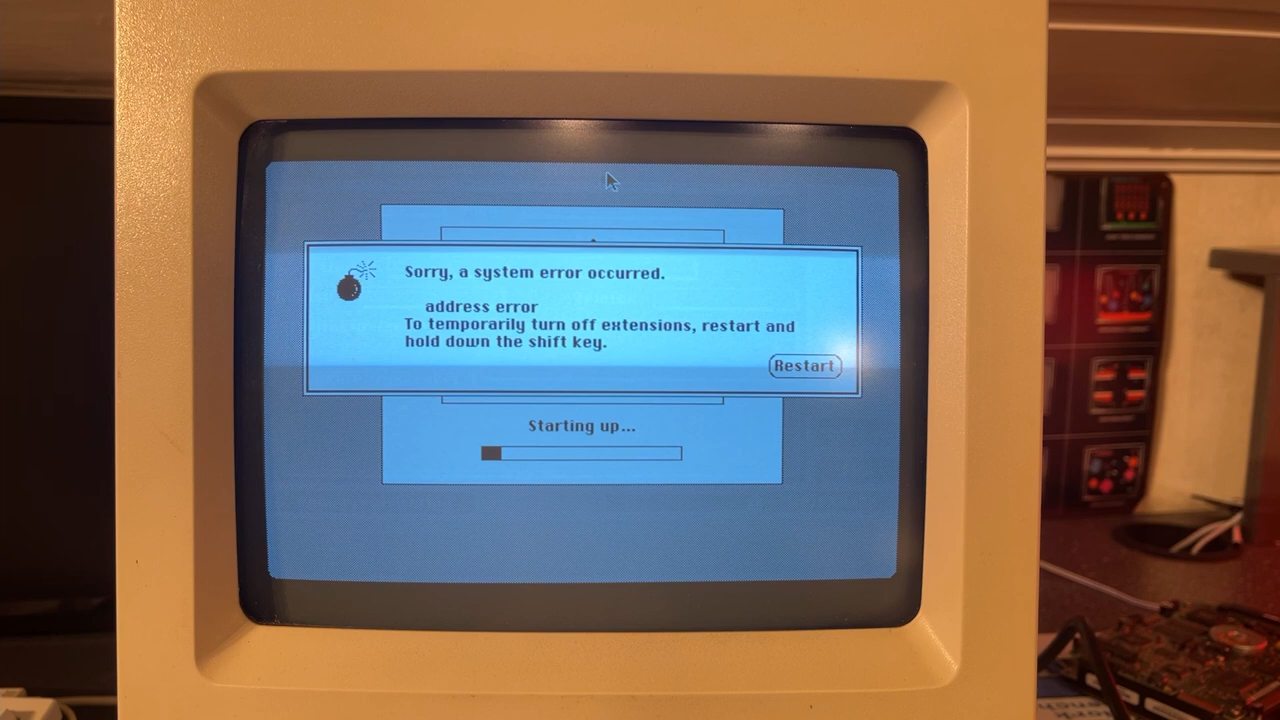 Sorry, a system error occurred.
address error
To temporarily turn off extensions, restart and
hold down the shift key.
Restart
Starting up...